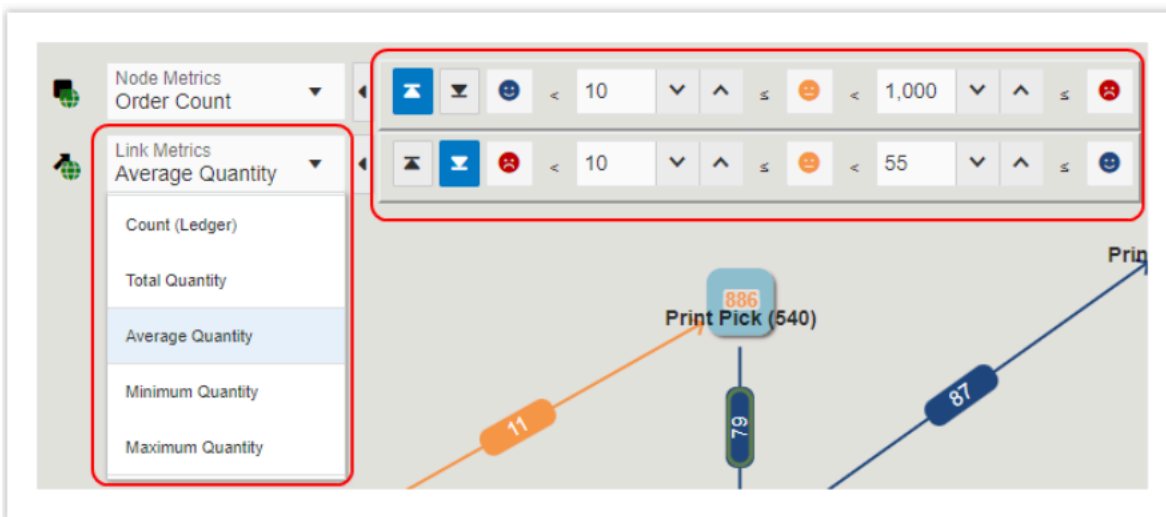 Node Metrics
Order Count
< 10 ≤ < 1,000 ≤
Link Metrics
Average Quantity
< 10 ≤ < 55 ≤
Count (Ledger)
Total Quantity
Average Quantity
Minimum Quantity
Maximum Quantity
Prin
886
Print Pick (540)
11
79
87